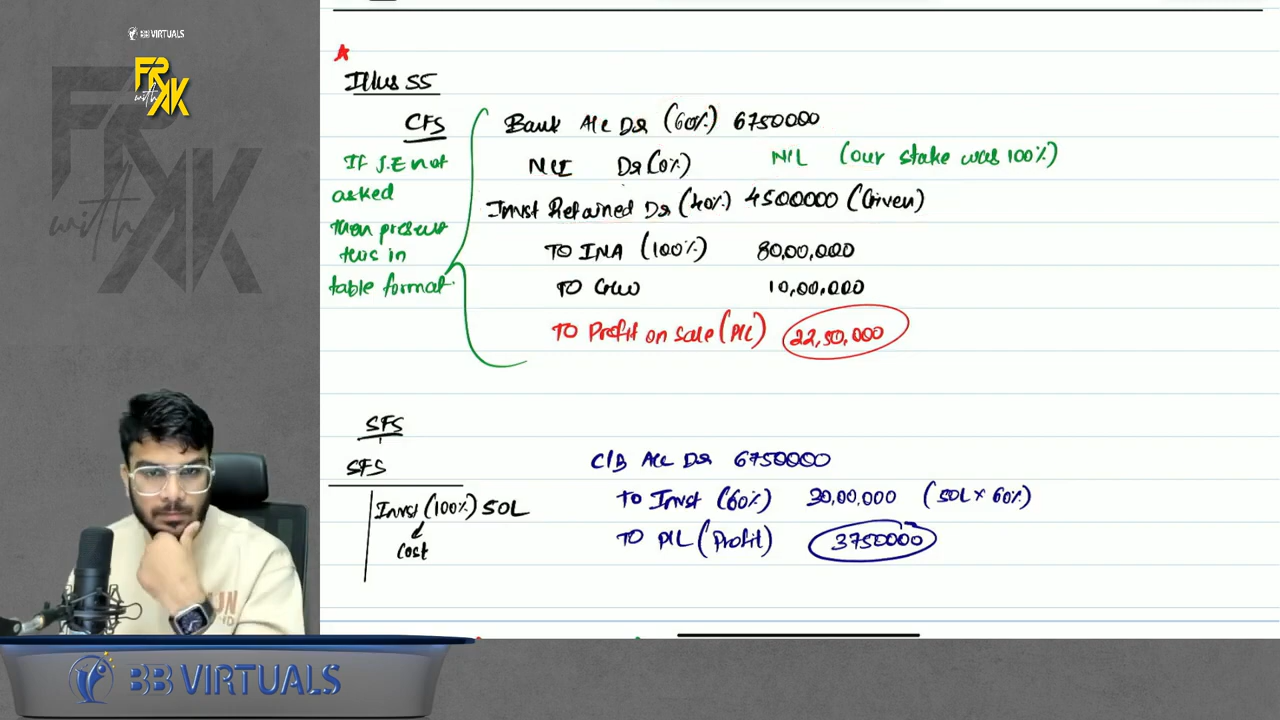 BB VIRTUALS
FR
with
AK
FR
with
AK
Illus 55
CFS
If J.E not
asked
then present
this in
table format.
Bank A/c Dr (60%) 6750000
NCI Dr (0%) NIL (our stake was 100%)
Invst Retained Dr (40%) 4500000 (Given)
TO INA (100%) 80,00,000
TO G/W 10,00,000
TO Profit on sale (P/L) 22,50,000
SFS
SFS
Invst (100%) 50L
Cost
C/B A/c Dr 6750000
TO Invst (60%) 30,00,000 (50L x 60%)
TO P/L (Profit) 3750000
BB VIRTUALS